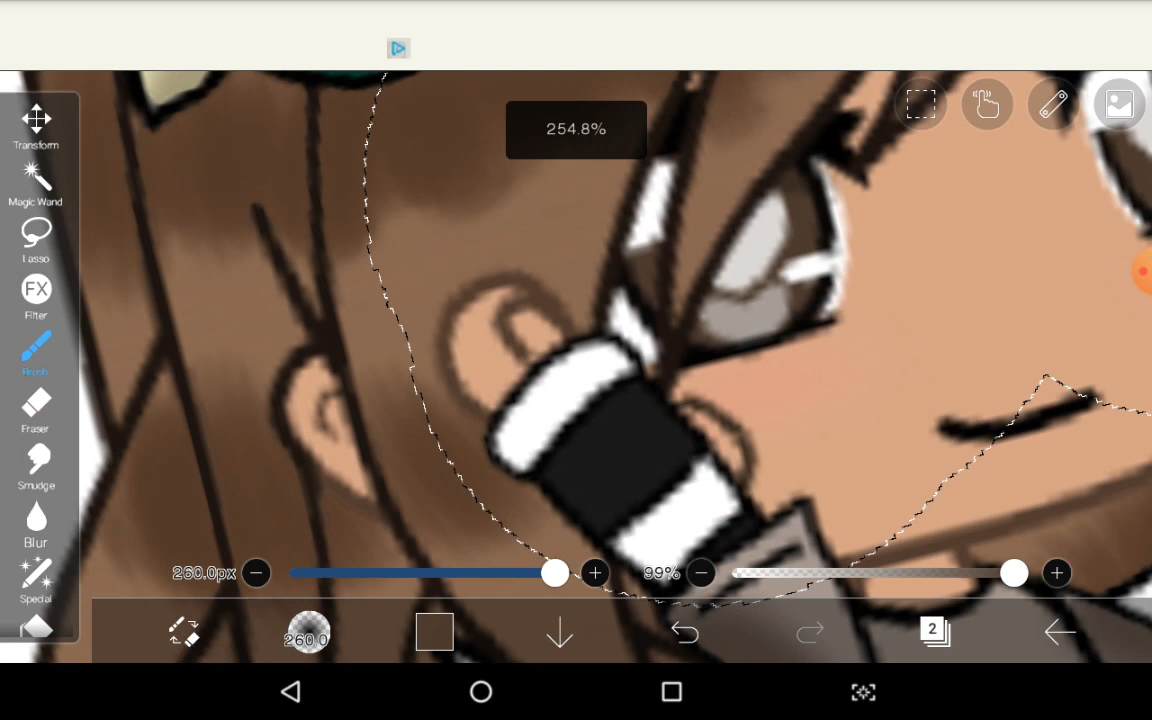 254.8%
Transform
Magic Wand
Lasso
FX
Filter
Brush
Eraser
Smudge
Blur
Special
260.0px
99%
260.0
2